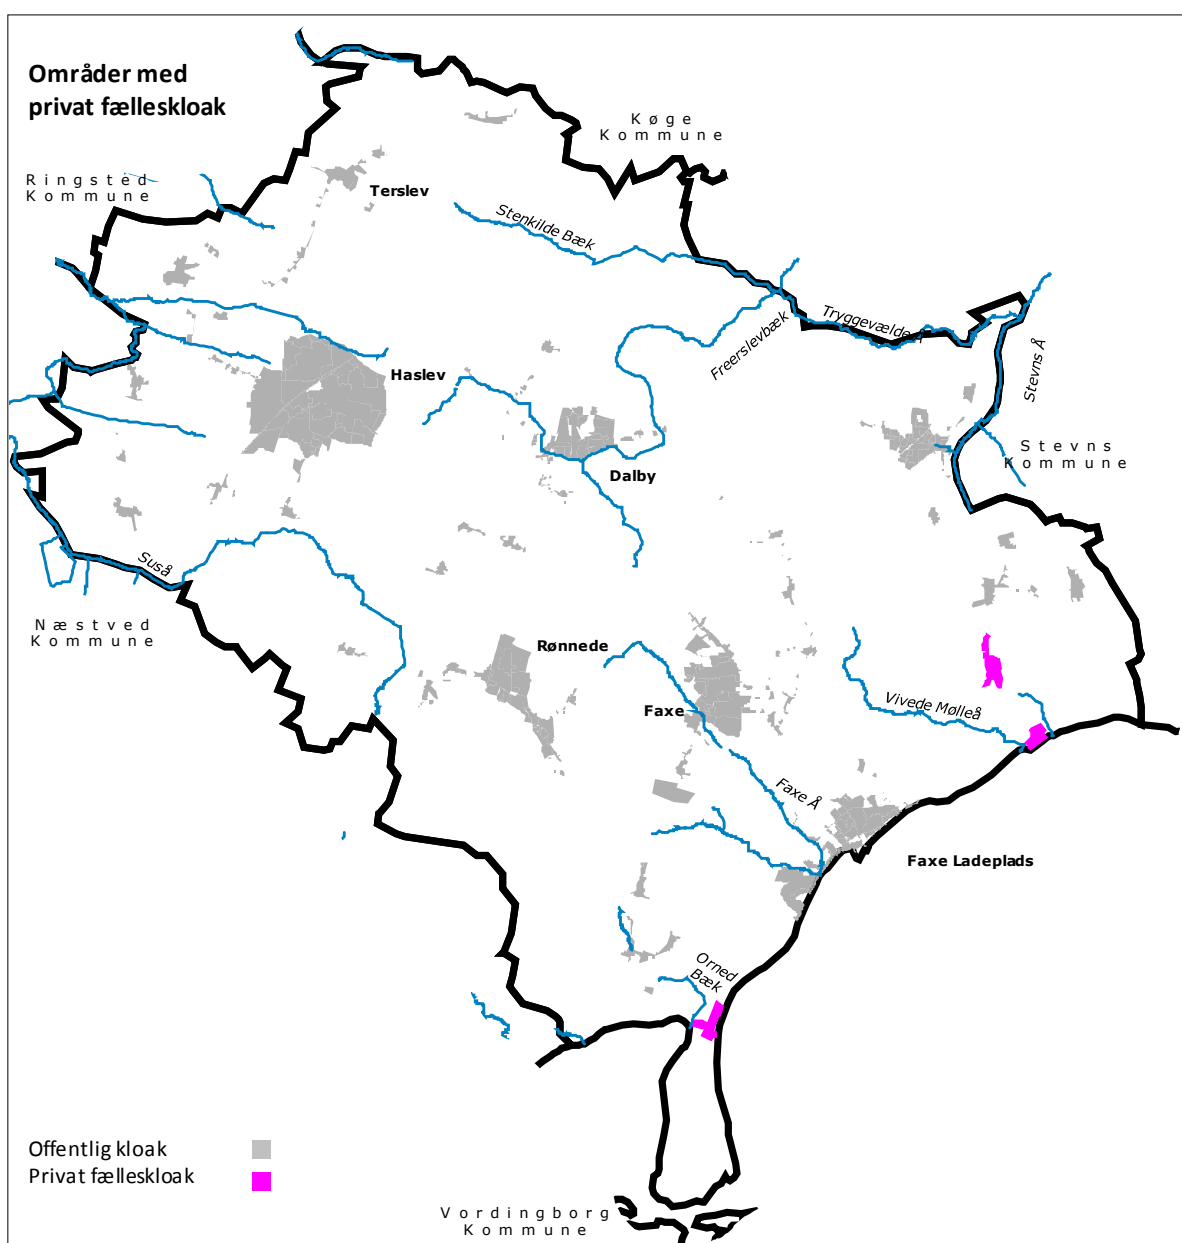 Områder med
privat fælleskloak
Køge
Kommune
Ringsted
Kommune
Terslev
Stenkilde Bæk
Tryggevælde Å
Freerslevbæk
Stevns Å
Haslev
Stevns
Kommune
Dalby
Suså
Næstved
Kommune
Rønnede
Faxe
Vivede Mølleå
Faxe Å
Faxe Ladeplads
Orned
Bæk
Offentlig kloak
Privat fælleskloak
Vordingborg
Kommune